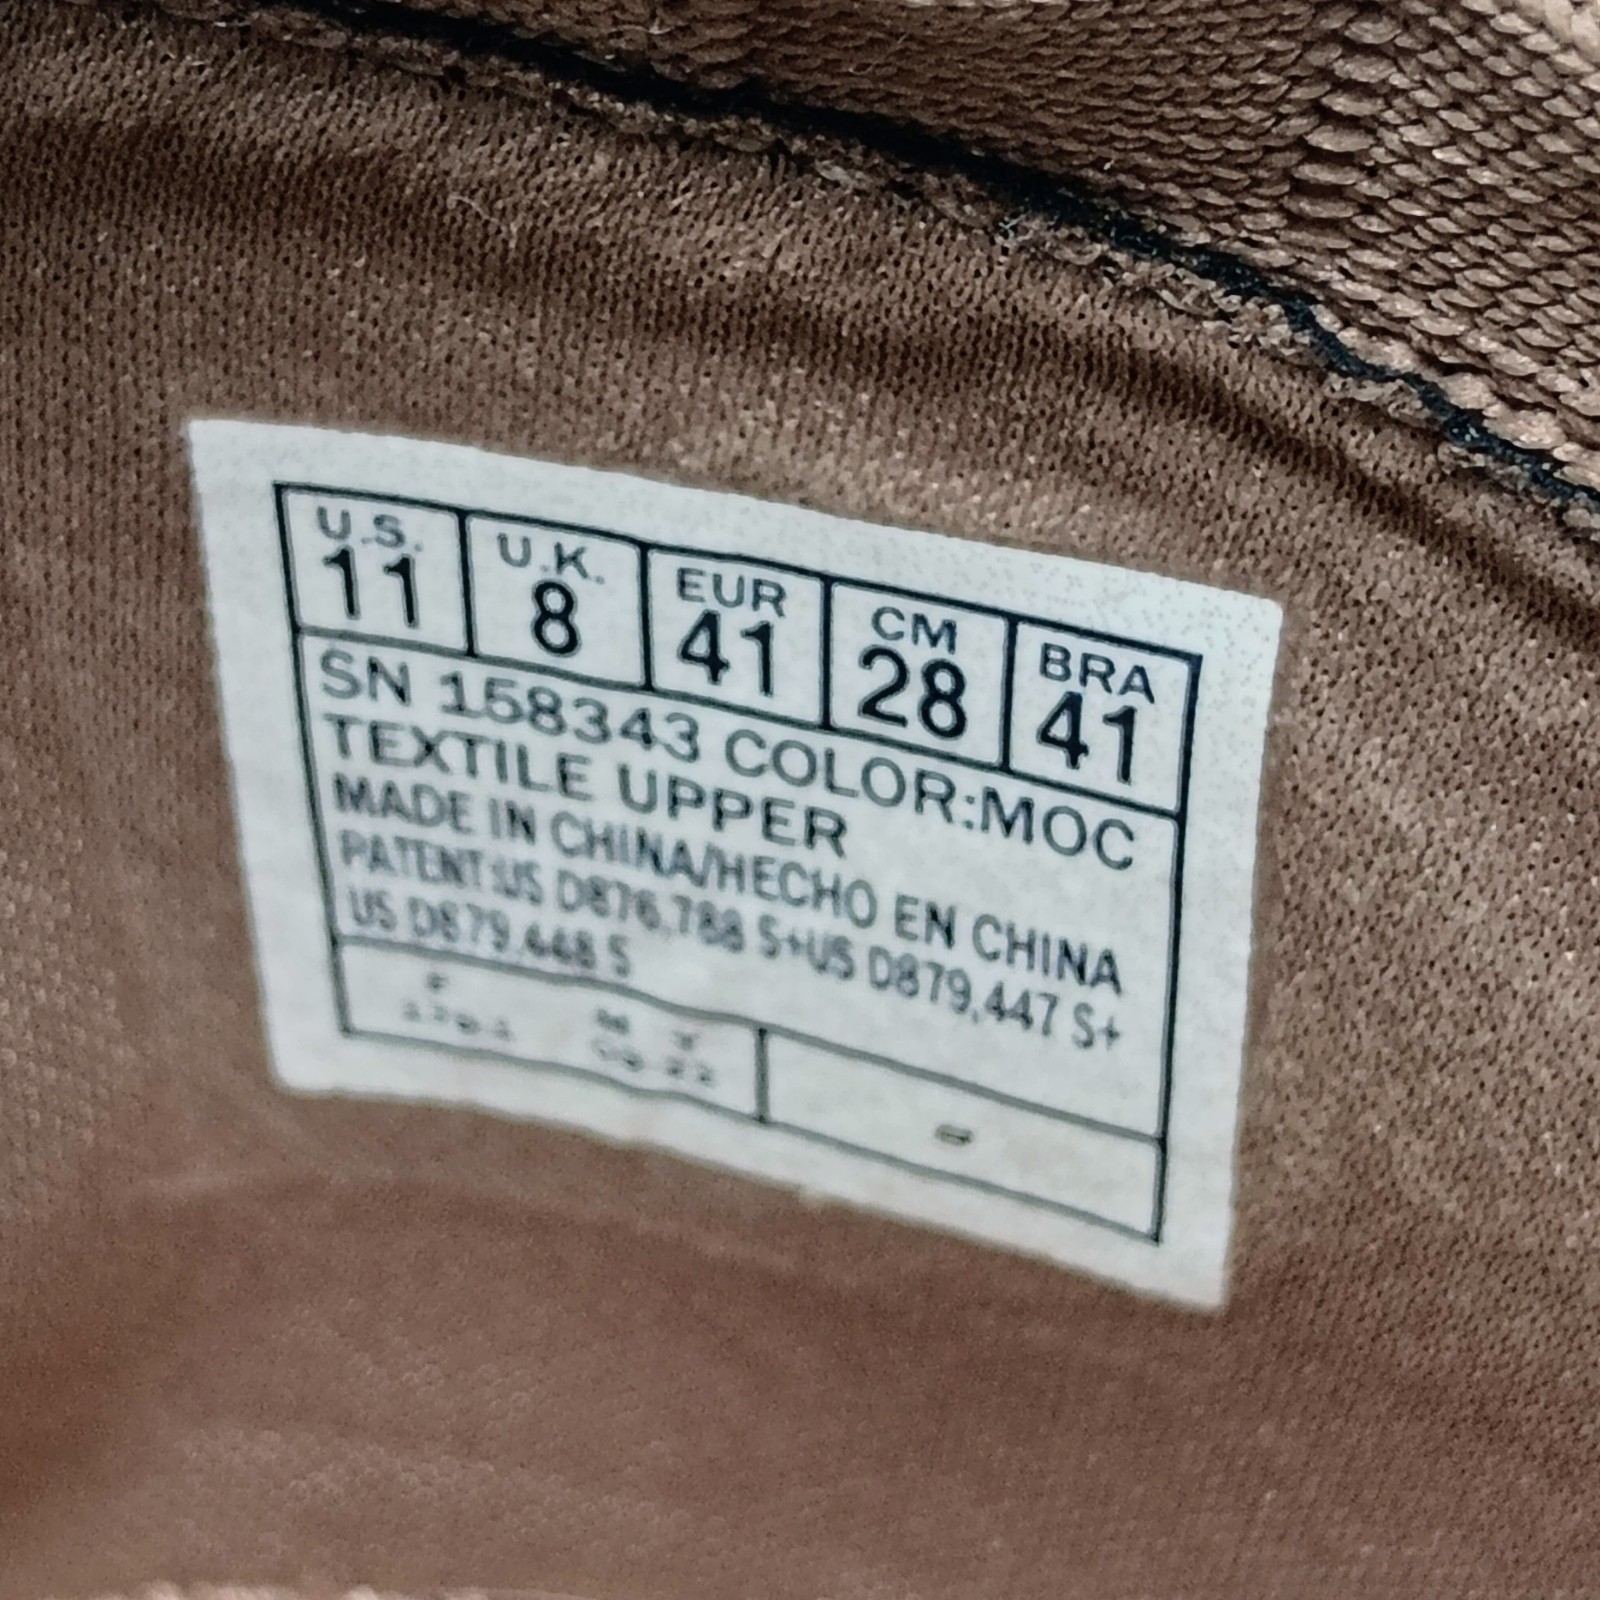 U.S. U.K. EUR CM BRA
11 8 41 28 41
SN 158343 COLOR:MOC
TEXTILE UPPER
MADE IN CHINA/HECHO EN CHINA
PATENT:US D876,788 S+US D879,447 S+
US D879,448 S
F M Y